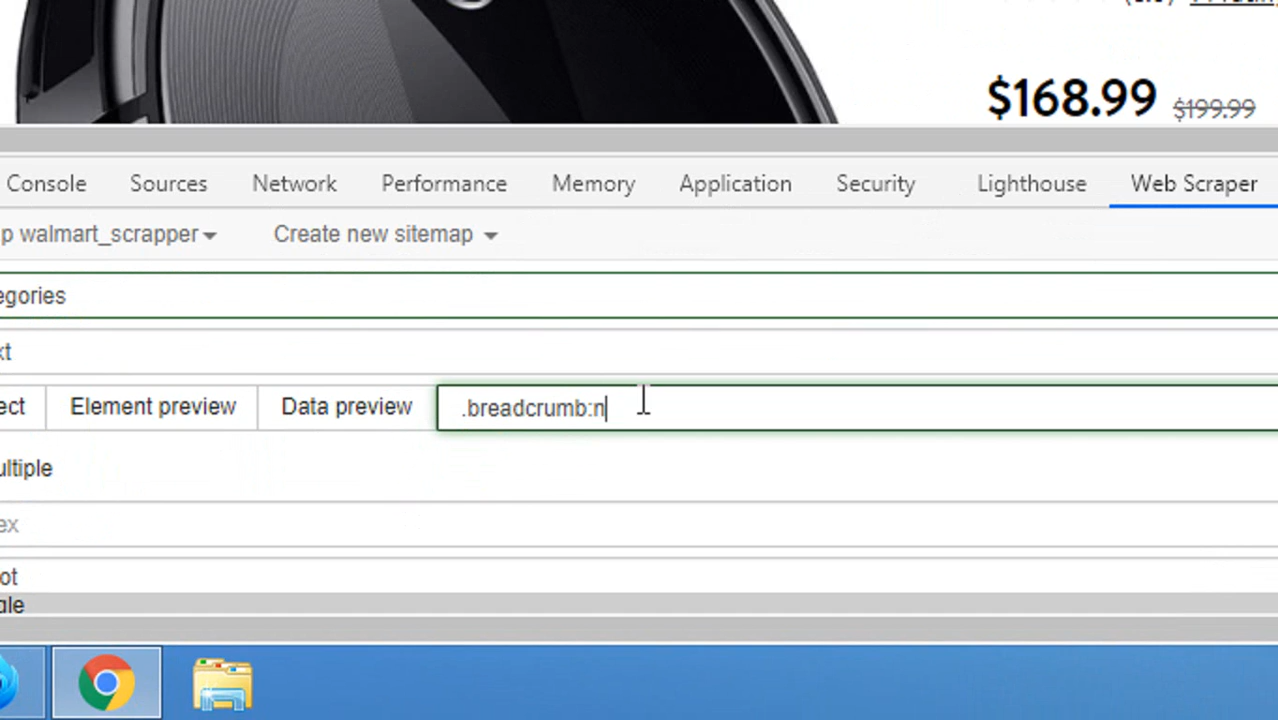 $168.99 $199.99
Console Sources Network Performance Memory Application Security Lighthouse Web Scraper
p walmart_scrapper Create new sitemap
egories
xt
ect Element preview Data preview .breadcrumb:n
ultiple
ex
ot
ale